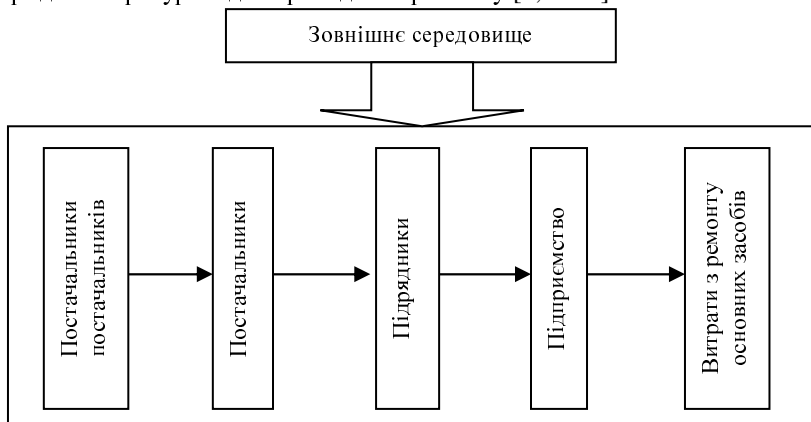 Зовнішнє середовище
Постачальники
постачальників
Постачальники
Підрядники
Підприємство
Витрати з ремонту
основних засобів